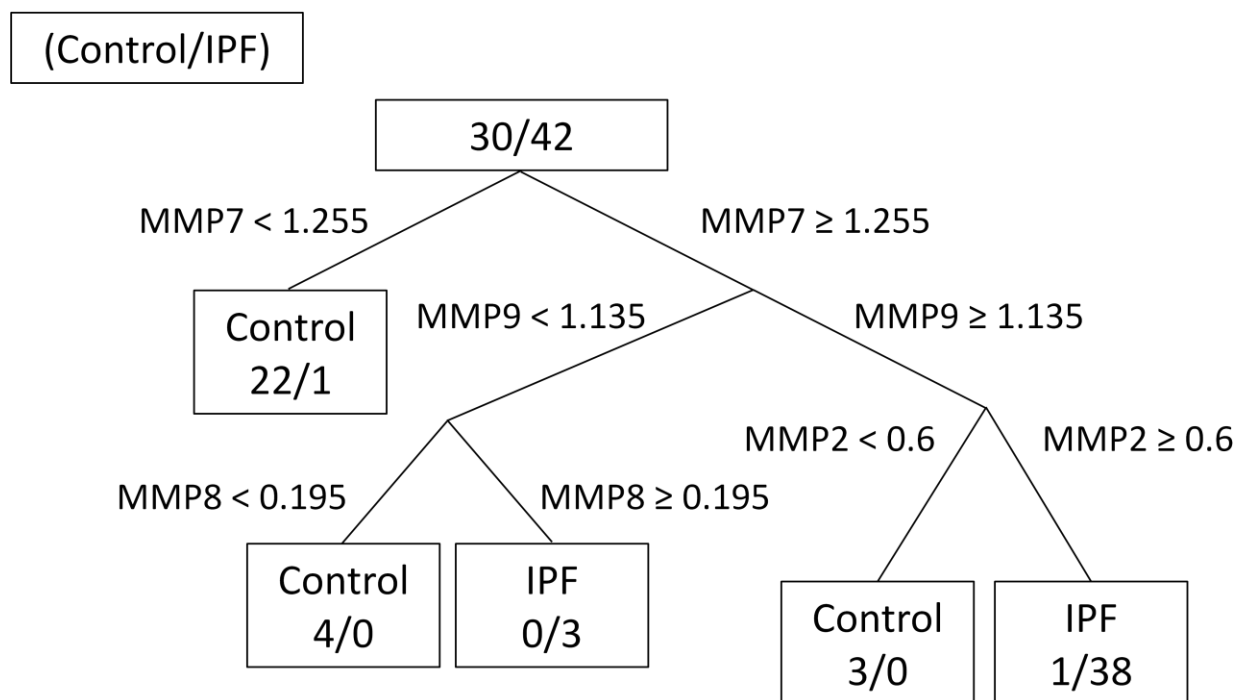 (Control/IPF)
30/42
MMP7 < 1.255
MMP7 ≥ 1.255
Control
22/1
MMP9 < 1.135
MMP9 ≥ 1.135
MMP8 < 0.195
MMP8 ≥ 0.195
MMP2 < 0.6
MMP2 ≥ 0.6
Control
4/0
IPF
0/3
Control
3/0
IPF
1/38